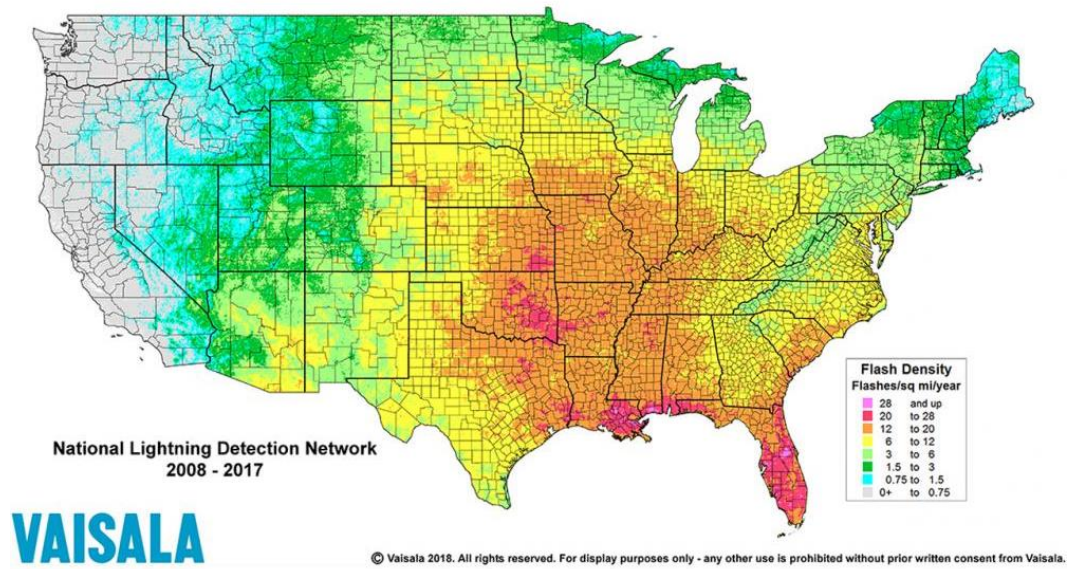 Flash Density
Flashes/sq mi/year
28 and up
20 to 28
12 to 20
6 to 12
3 to 6
1.5 to 3
0.75 to 1.5
0+ to 0.75
National Lightning Detection Network
2008 - 2017
VAISALA
© Vaisala 2018. All rights reserved. For display purposes only - any other use is prohibited without prior written consent from Vaisala.